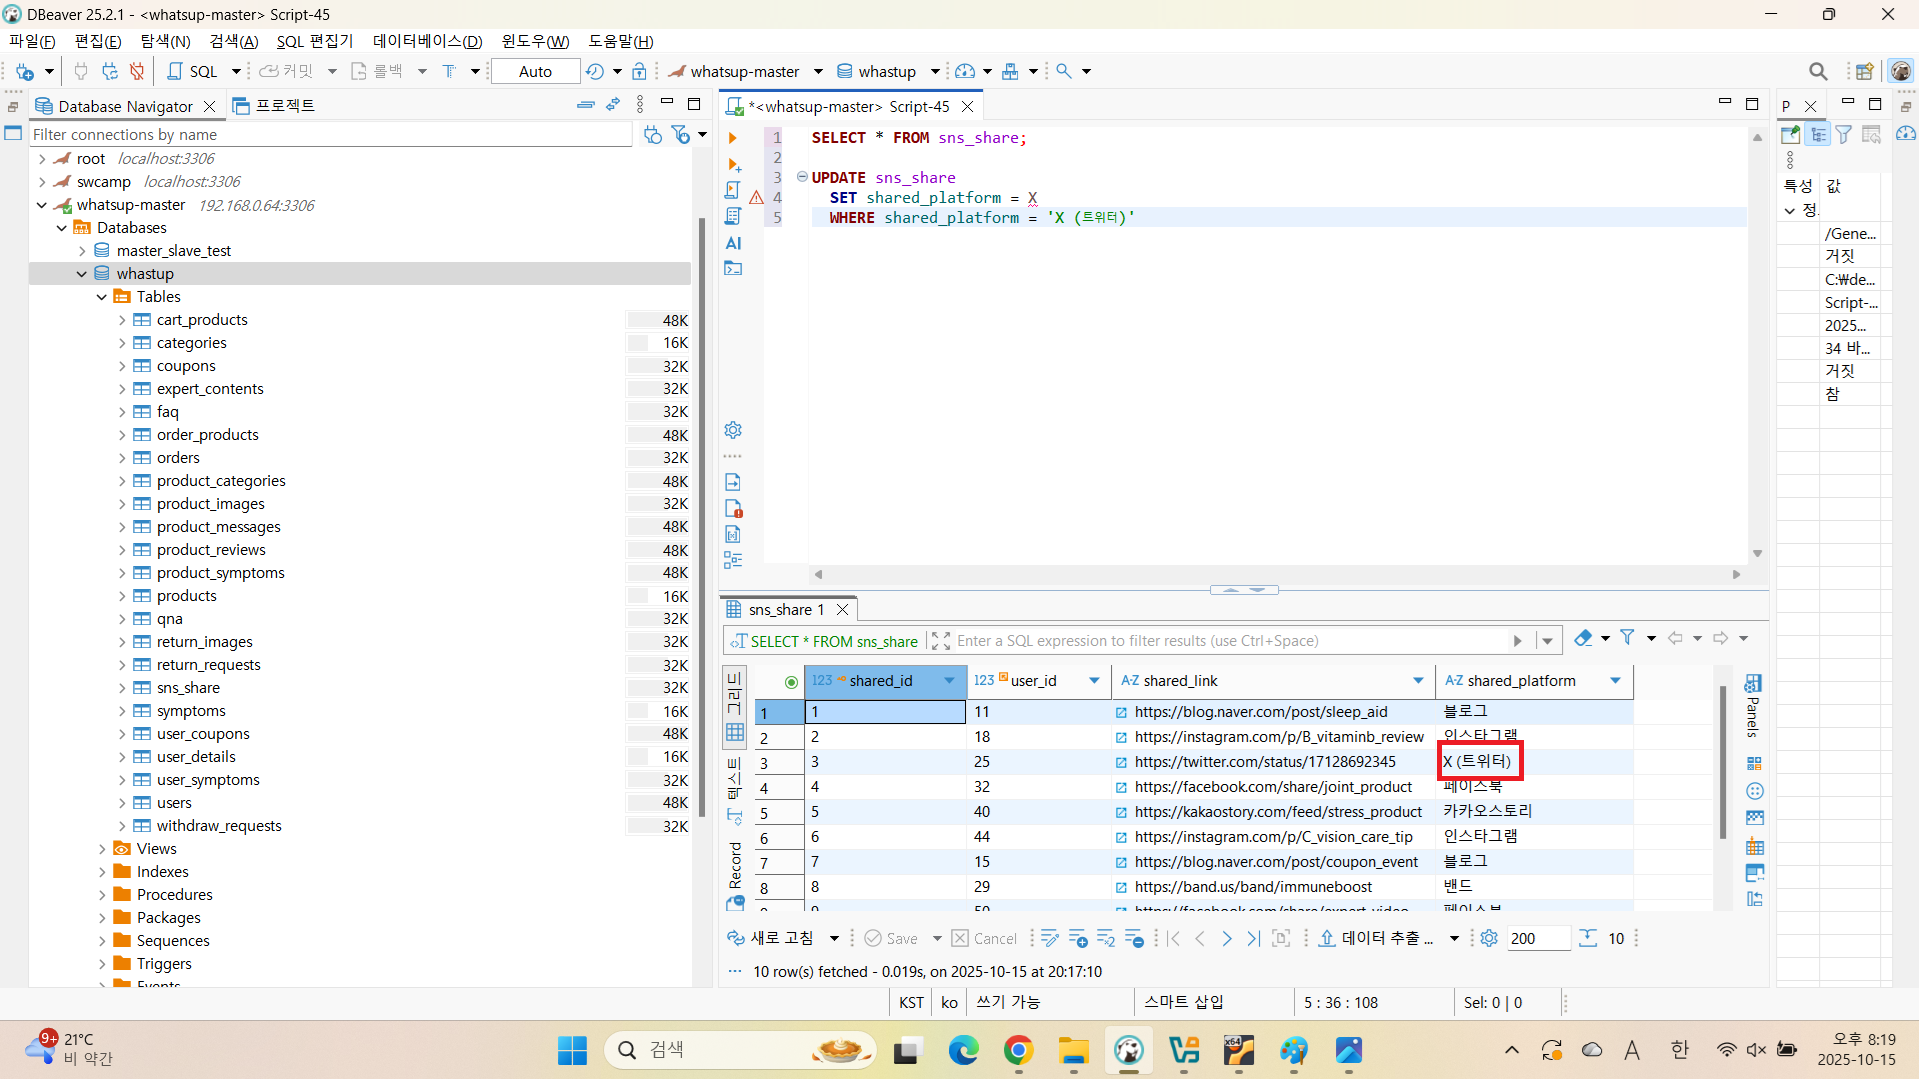 DBeaver 25.2.1 - <whatsup-master> Script-45
파일(F) 편집(E) 탐색(N) 검색(A) SQL 편집기 데이터베이스(D) 윈도우(W) 도움말(H)
SQL 커밋 롤백 T Auto whatsup-master whastup
Database Navigator 프로젝트
Filter connections by name
root localhost:3306
swcamp localhost:3306
whatsup-master 192.168.0.64:3306
Databases
master_slave_test
whastup
Tables
cart_products 48K
categories 16K
coupons 32K
expert_contents 32K
faq 32K
order_products 48K
orders 32K
product_categories 48K
product_images 32K
product_messages 48K
product_reviews 48K
product_symptoms 48K
products 16K
qna 32K
return_images 32K
return_requests 32K
sns_share 32K
symptoms 16K
user_coupons 48K
user_details 16K
user_symptoms 32K
users 48K
withdraw_requests 32K
Views
Indexes
Procedures
Packages
Sequences
Triggers
Events
*<whatsup-master> Script-45
1 SELECT * FROM sns_share;
2
3 UPDATE sns_share
4 SET shared_platform = X
5 WHERE shared_platform = 'X (트위터)'
AI
P
특성 값
정
/Gene...
거짓
C:₩de...
Script-...
2025...
34 바...
거짓
참
sns_share 1
SELECT * FROM sns_share Enter a SQL expression to filter results (use Ctrl+Space)
그리드
텍스트
Record
123 shared_id 123 user_id A-Z shared_link A-Z shared_platform
1 1 11 https://blog.naver.com/post/sleep_aid 블로그
2 2 18 https://instagram.com/p/B_vitaminb_review 인스타그램
3 3 25 https://twitter.com/status/17128692345 X (트위터)
4 4 32 https://facebook.com/share/joint_product 페이스북
5 5 40 https://kakaostory.com/feed/stress_product 카카오스토리
6 6 44 https://instagram.com/p/C_vision_care_tip 인스타그램
7 7 15 https://blog.naver.com/post/coupon_event 블로그
8 8 29 https://band.us/band/immuneboost 밴드
9 9 50 https://facebook.com/share/expert_video 페이스북
Panels
새로 고침 Save Cancel 데이터 추출 ... 200 10
10 row(s) fetched - 0.019s, on 2025-10-15 at 20:17:10
KST ko 쓰기 가능 스마트 삽입 5 : 36 : 108 Sel: 0 | 0
9+ 21°C
비 약간
검색
x64
A 한
오후 8:19
2025-10-15